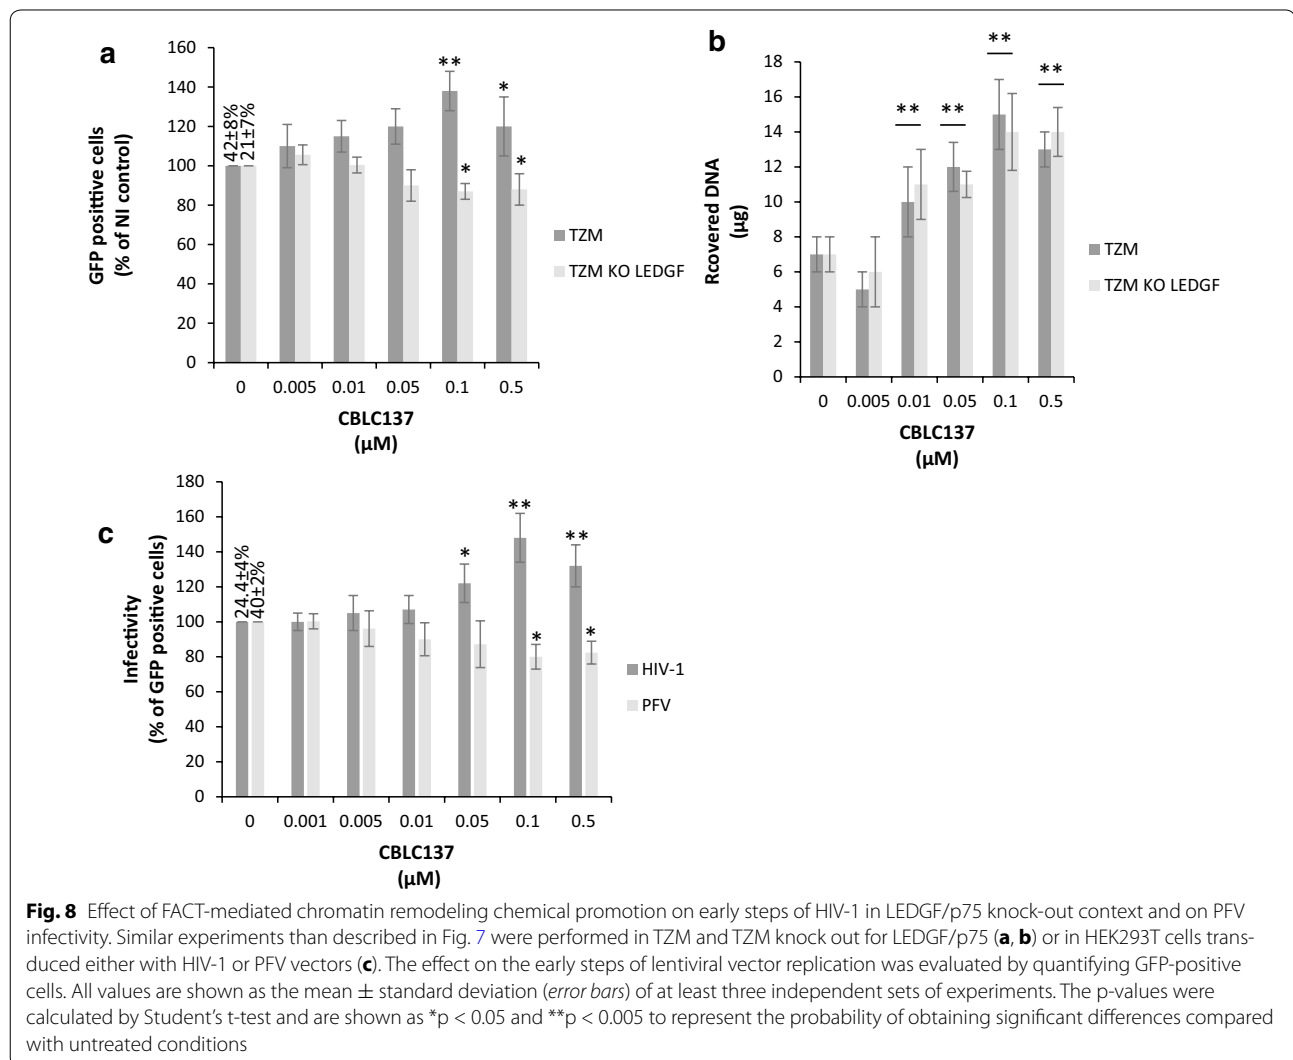 a
160
140
120
100
80
60
40
20
0
GFP positive cells
(% of NI control)
42±8%
21±7%
**
*
*
*
0 0.005 0.01 0.05 0.1 0.5
CBLC137
(µM)
TZM
TZM KO LEDGF
b
18
16
14
12
10
8
6
4
2
0
Rcovered DNA
(µg)
**
**
**
**
0 0.005 0.01 0.05 0.1 0.5
CBLC137
(µM)
TZM
TZM KO LEDGF
c
180
160
140
120
100
80
60
40
20
0
Infectivity
(% of GFP positive cells)
24.4±4%
40±2%
*
**
**
*
*
0 0.001 0.005 0.01 0.05 0.1 0.5
CBLC137
(µM)
HIV-1
PFV
Fig. 8 Effect of FACT-mediated chromatin remodeling chemical promotion on early steps of HIV-1 in LEDGF/p75 knock-out context and on PFV
infectivity. Similar experiments than described in Fig. 7 were performed in TZM and TZM knock out for LEDGF/p75 (a, b) or in HEK293T cells trans-
duced either with HIV-1 or PFV vectors (c). The effect on the early steps of lentiviral vector replication was evaluated by quantifying GFP-positive
cells. All values are shown as the mean ± standard deviation (error bars) of at least three independent sets of experiments. The p-values were
calculated by Student's t-test and are shown as *p < 0.05 and **p < 0.005 to represent the probability of obtaining significant differences compared
with untreated conditions